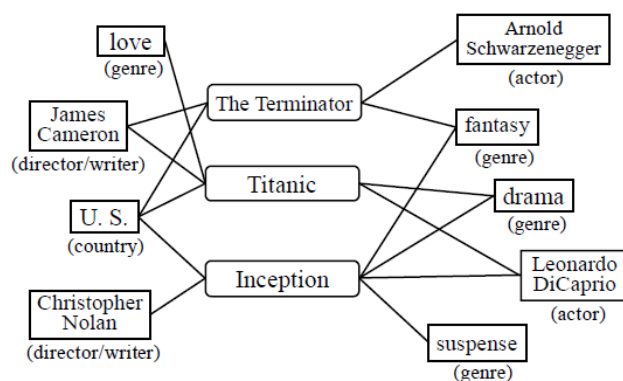 love
(genre)
James
Cameron
(director/writer)
U. S.
(country)
Christopher
Nolan
(director/writer)
The Terminator
Titanic
Inception
Arnold
Schwarzenegger
(actor)
fantasy
(genre)
drama
(genre)
Leonardo
DiCaprio
(actor)
suspense
(genre)